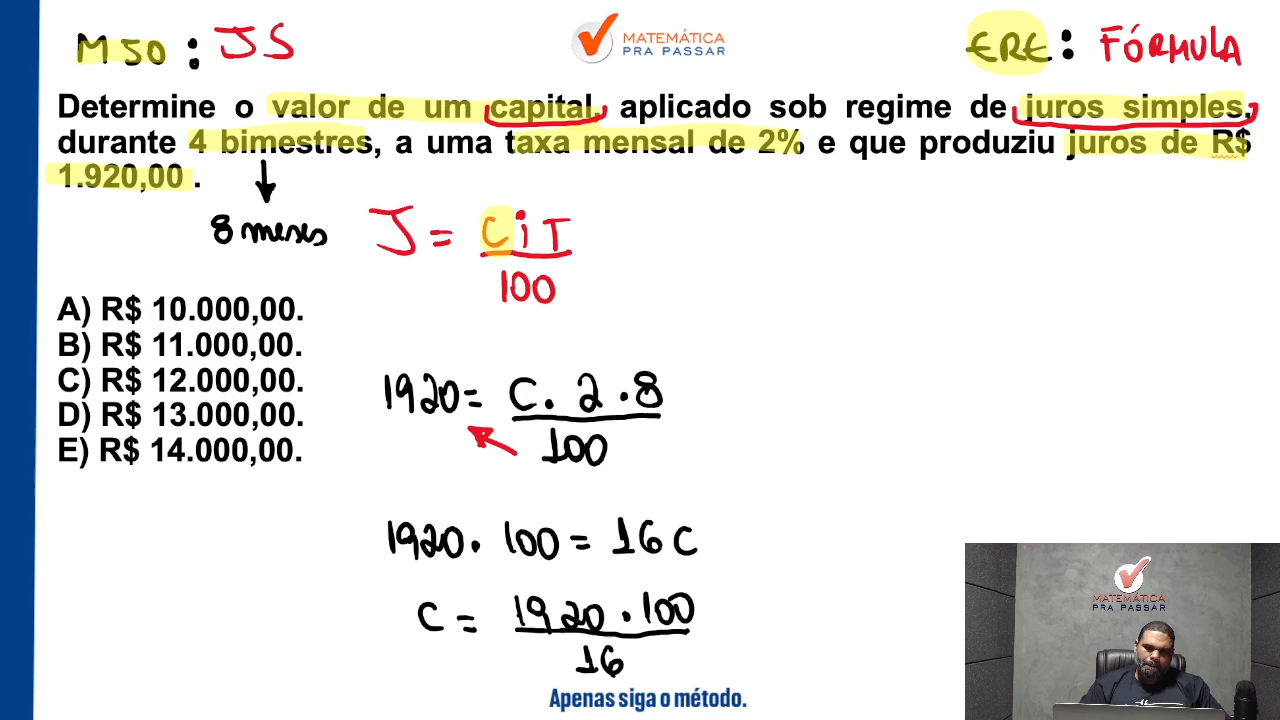 M50 : JS
MATEMÁTICA
PRA PASSAR
ERE : FÓRMULA
Determine o valor de um capital, aplicado sob regime de juros simples,
durante 4 bimestres, a uma taxa mensal de 2% e que produziu juros de R$
1.920,00 .
8 meses
J = CiT
100
A) R$ 10.000,00.
B) R$ 11.000,00.
C) R$ 12.000,00.
D) R$ 13.000,00.
E) R$ 14.000,00.
1920 = C. 2 . 8
100
1920 . 100 = 16 C
C = 1920 . 100
16
MATEMÁTICA
PRA PASSAR
Apenas siga o método.